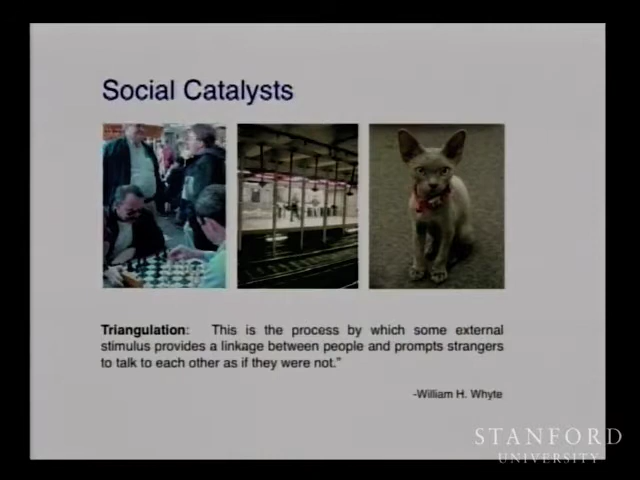 Social Catalysts
Triangulation: This is the process by which some external
stimulus provides a linkage between people and prompts strangers
to talk to each other as if they were not.”
-William H. Whyte
STANFORD
UNIVERSITY